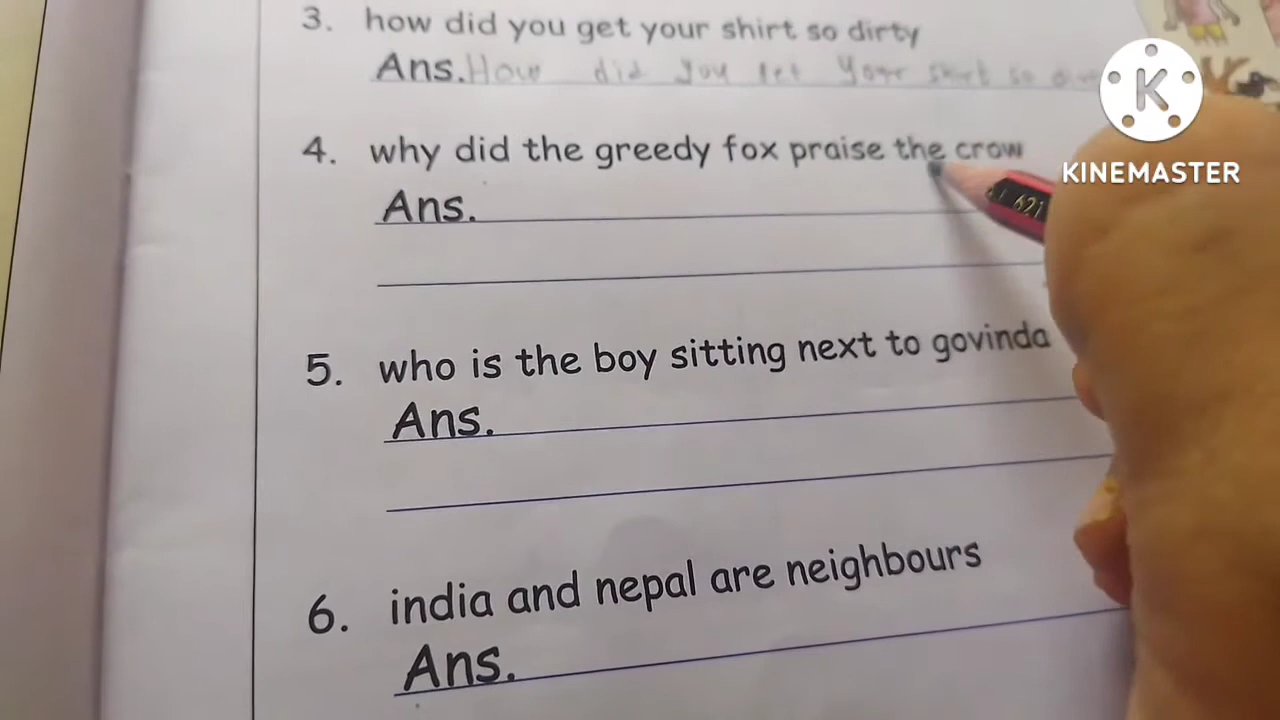 3. how did you get your shirt so dirty
Ans. How did you get your shirt so
4. why did the greedy fox praise the crow
Ans.
5. who is the boy sitting next to govinda
Ans.
6. india and nepal are neighbours
Ans.
K
KINEMASTER
621